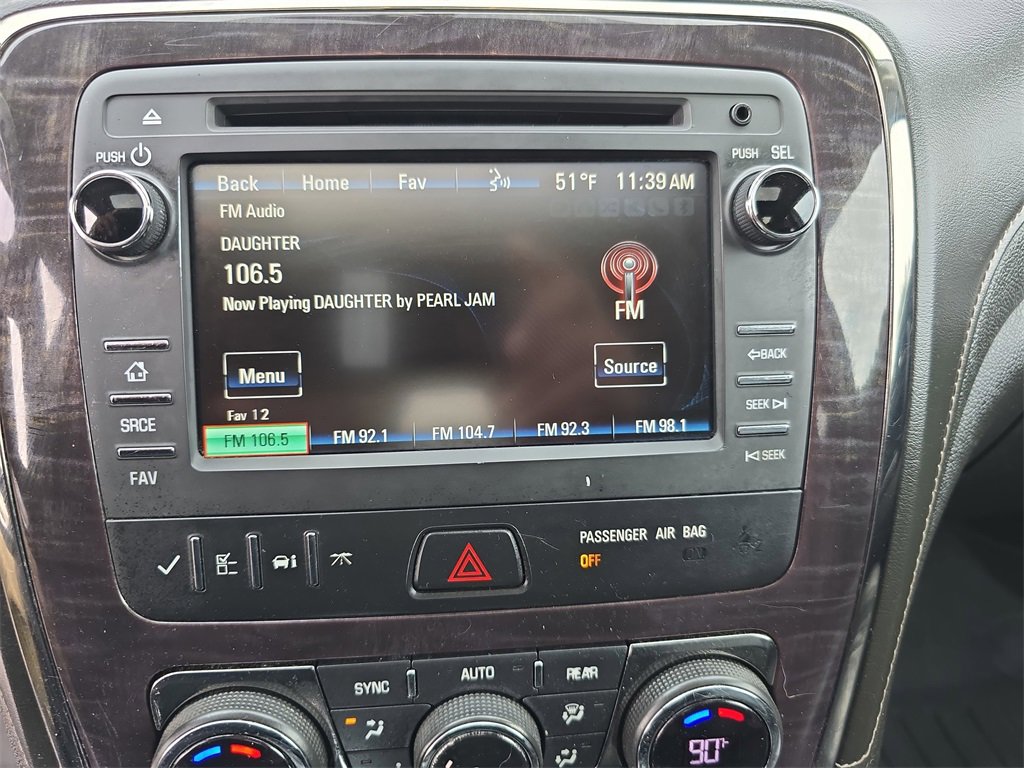 PUSH
PUSH SEL
Back Home Fav 51°F 11:39 AM
FM Audio
DAUGHTER
106.5
Now Playing DAUGHTER by PEARL JAM
FM
Menu
Source
Fav 12
FM 106.5 FM 92.1 FM 104.7 FM 92.3 FM 98.1
BACK
SRCE
SEEK
FAV
SEEK
PASSENGER AIR BAG
OFF ON
SYNC AUTO REAR
90°F